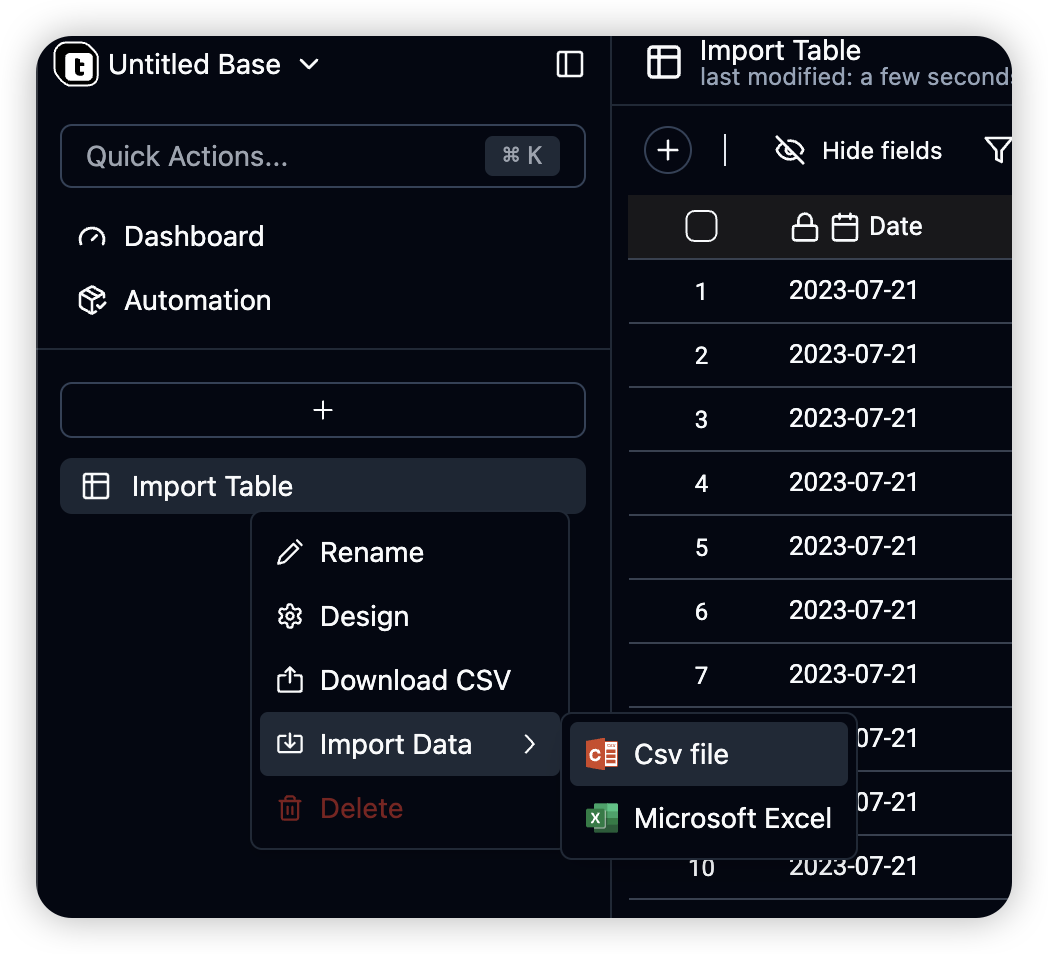 Untitled Base
Import Table
last modified: a few seconds
Quick Actions...
⌘ K
Hide fields
Dashboard
Automation
Date
1 2023-07-21
2 2023-07-21
3 2023-07-21
4 2023-07-21
5 2023-07-21
6 2023-07-21
7 2023-07-21
07-21
07-21
10 2023-07-21
+
Import Table
Rename
Design
Download CSV
Import Data
Delete
Csv file
Microsoft Excel